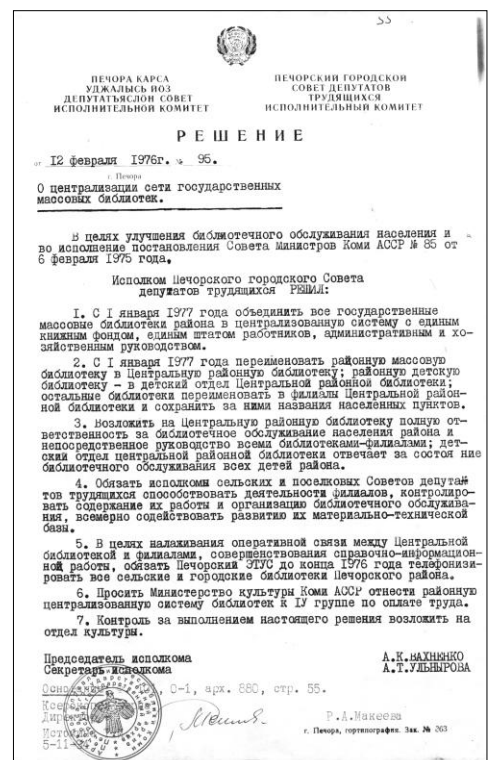 55
ПЕЧОРА КАРСА
УДЖАЛЫСЬ ЙОЗ
ДЕПУТАТЪЯСЛОН СОВЕТ
ИСПОЛНИТЕЛЬНОЙ КОМИТЕТ
ПЕЧОРСКИЙ ГОРОДСКОЙ
СОВЕТ ДЕПУТАТОВ
ТРУДЯЩИХСЯ
ИСПОЛНИТЕЛЬНЫЙ КОМИТЕТ
РЕШЕНИЕ
от 12 февраля 1976г. № 95.
г. Печора
О централизации сети государственных
массовых библиотек.
В целях улучшения библиотечного обслуживания населения и
во исполнение постановления Совета Министров Коми АССР № 85 от
6 февраля 1975 года,
Исполком Печорского городского Совета
депутатов трудящихся РЕШИЛ:
I. С I января 1977 года объединить все государственные
массовые библиотеки района в централизованную систему с единым
книжным фондом, единым штатом работников, административным и хо-
зяйственным руководством.
2. С I января 1977 года переименовать районную массовую
библиотеку в Центральную районную библиотеку; районную детскую
библиотеку - в детский отдел Центральной районной библиотеки;
остальные библиотеки переименовать в филиалы Центральной район-
ной библиотеки и сохранить за ними названия населенных пунктов.
3. Возложить на Центральную районную библиотеку полную от-
ветственность за библиотечное обслуживание населения района и
непосредственное руководство всеми библиотеками-филиалами; дет-
ский отдел центральной районной библиотеки отвечает за состоя ние
библиотечного обслуживания всех детей района.
4. Обязать исполкомы сельских и поселковых Советов депута
тов трудящихся способствовать деятельности филиалов, контролиро-
вать содержание их работы и организацию библиотечного обслужива-
ния, всемерно содействовать развитию их материально-технической
базы.
5. В целях налаживания оперативной связи между Центральной
библиотекой и филиалами, совершенствования справочно-информацион-
ной работы, обязать Печорский ЭТУС до конца 1976 года телефонизи-
ровать все сельские и городские библиотеки Печорского района.
6. Просить Министерство культуры Коми АССР отнести районную
централизованную систему библиотек к IУ группе по оплате труда.
7. Контроль за выполнением настоящего решения возложить на
отдел культуры.
Председатель исполкома А.К.ВАХНЕНКО
Секретарь исполкома А.Т.УЛЬНЫРОВА
О-1, арх. 880, стр. 55.
Р.А.Макеева
г. Печора, гортипография. Зак. № 263
5-11-